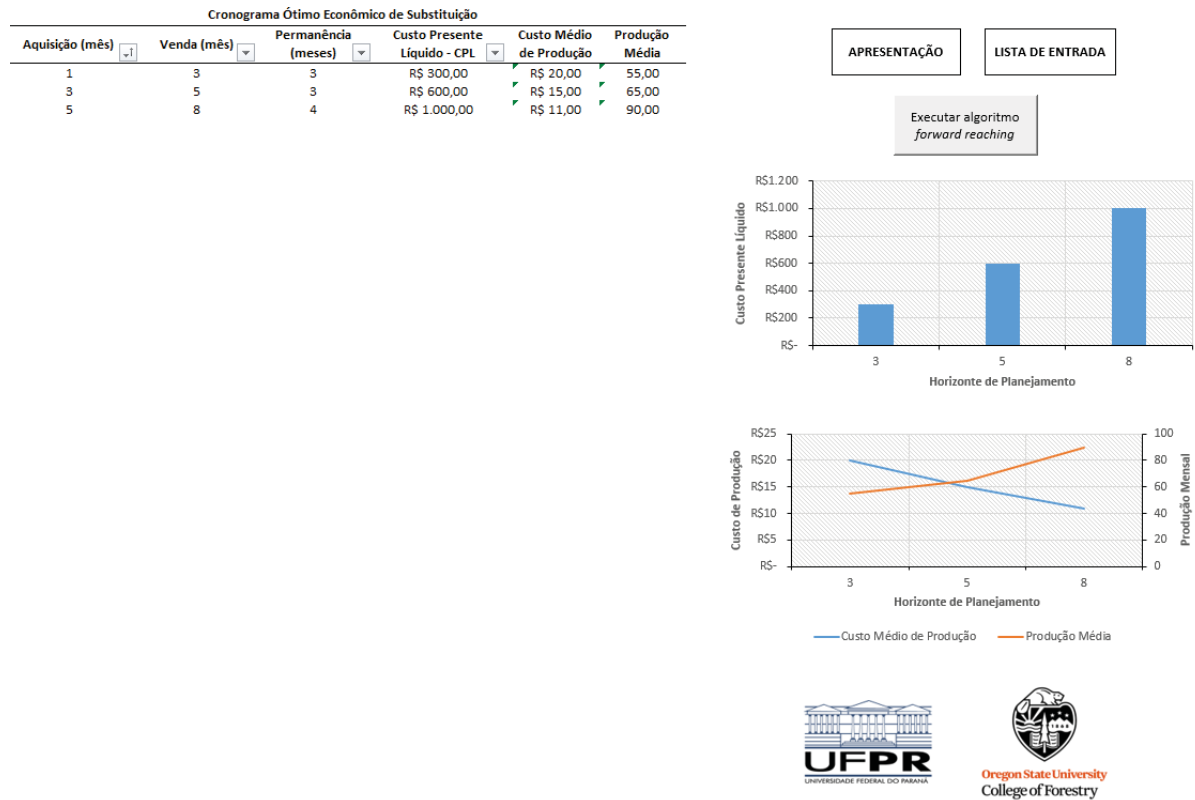 Cronograma Ótimo Econômico de Substituição
Aquisição (mês) Venda (mês) Permanência (meses) Custo Presente Líquido - CPL Custo Médio de Produção Produção Média
1 3 3 R$ 300,00 R$ 20,00 55,00
3 5 3 R$ 600,00 R$ 15,00 65,00
5 8 4 R$ 1.000,00 R$ 11,00 90,00
APRESENTAÇÃO
LISTA DE ENTRADA
Executar algoritmo
forward reaching
Custo Presente Líquido
R$1.200
R$1.000
R$800
R$600
R$400
R$200
R$-
3 5 8
Horizonte de Planejamento
Custo de Produção
R$25
R$20
R$15
R$10
R$5
R$-
100
80
60
40
20
0
Produção Mensal
3 5 8
Horizonte de Planejamento
Custo Médio de Produção Produção Média
UFPR
UNIVERSIDADE FEDERAL DO PARANÁ
1868
Oregon State University
College of Forestry